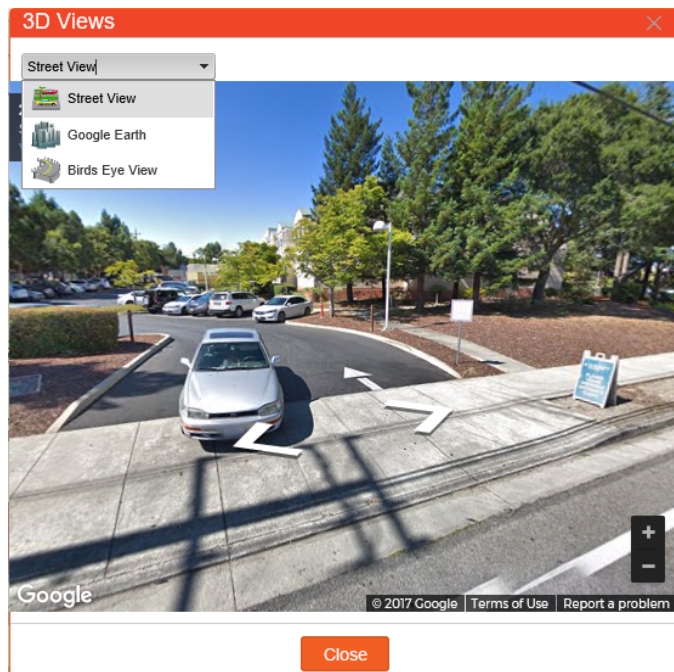 3D Views
Street View
Street View
Google Earth
Birds Eye View
Google
© 2017 Google
Terms of Use
Report a problem
Close